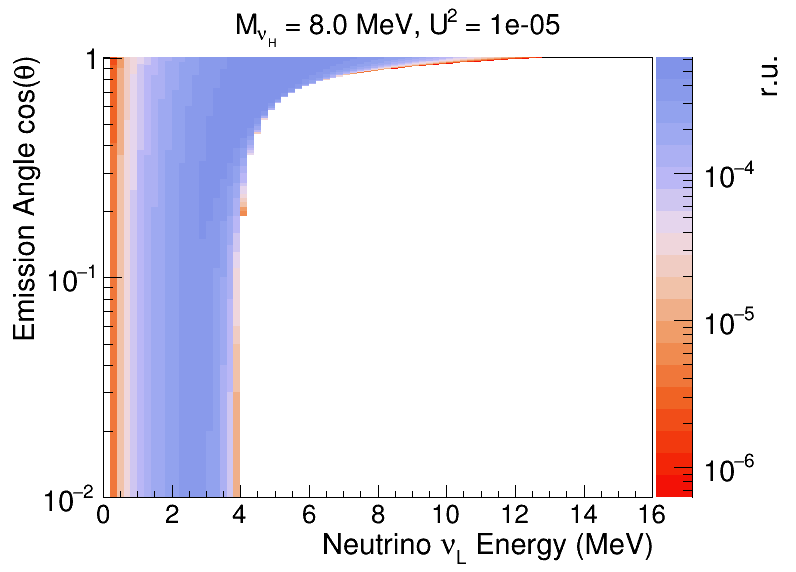 M_{ν_H} = 8.0 MeV, U² = 1e-05
r.u.
Emission Angle cos(θ)
1
10⁻¹
10⁻²
10⁻⁴
10⁻⁵
10⁻⁶
0 2 4 6 8 10 12 14 16
Neutrino ν_L Energy (MeV)